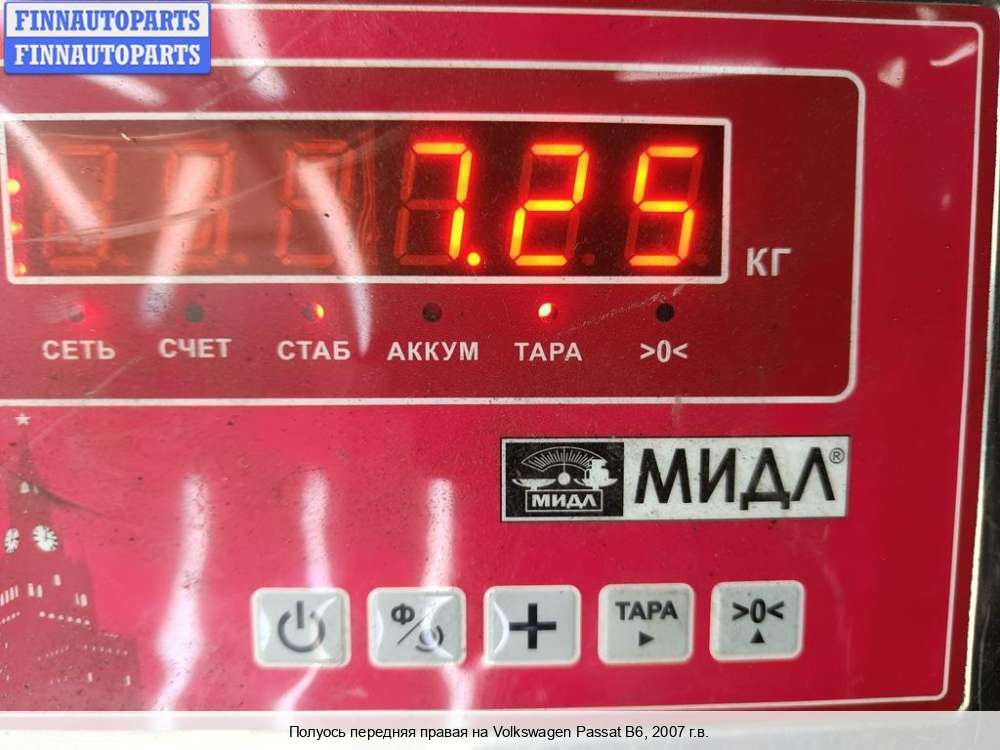 FINNAUTOPARTS
FINNAUTOPARTS
7.25
КГ
СЕТЬ СЧЕТ СТАБ АККУМ ТАРА >0<
МИДЛ МИДЛ®
Ф ТАРА >0<
Полуось передняя правая на Volkswagen Passat B6, 2007 г.в.